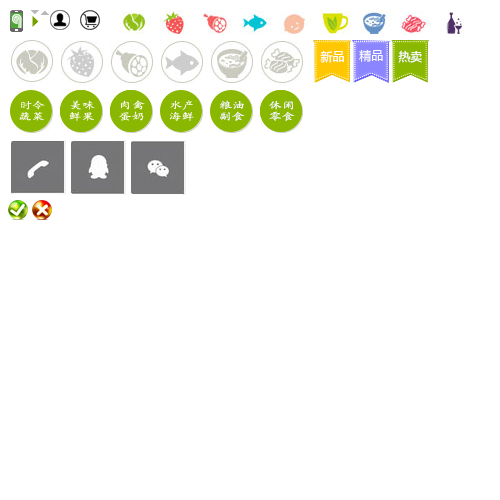 新品
精品
热卖
时令
蔬菜
美味
鲜果
肉禽
蛋奶
水产
海鲜
粮油
副食
休闲
零食